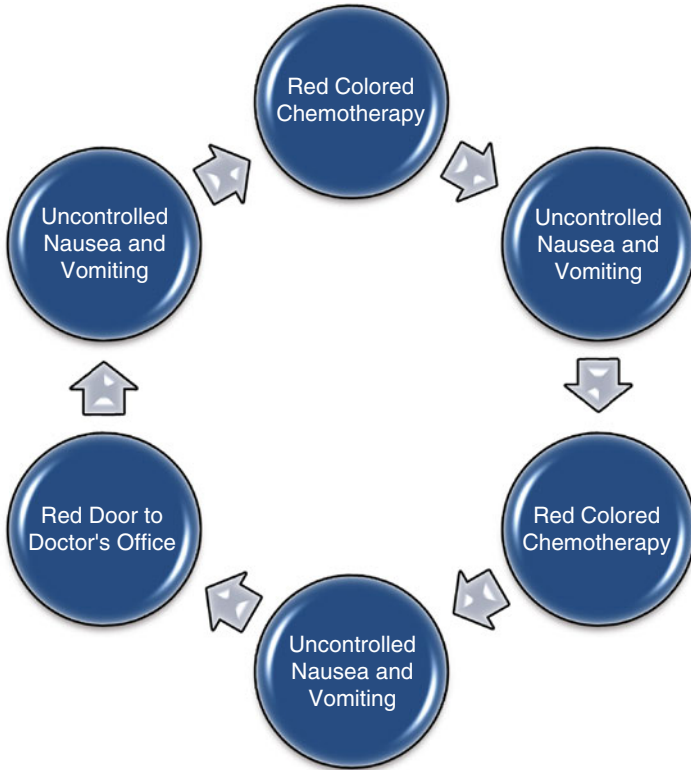 Red Colored
Chemotherapy
Uncontrolled
Nausea and
Vomiting
Red Colored
Chemotherapy
Uncontrolled
Nausea and
Vomiting
Red Door to
Doctor's Office
Uncontrolled
Nausea and
Vomiting